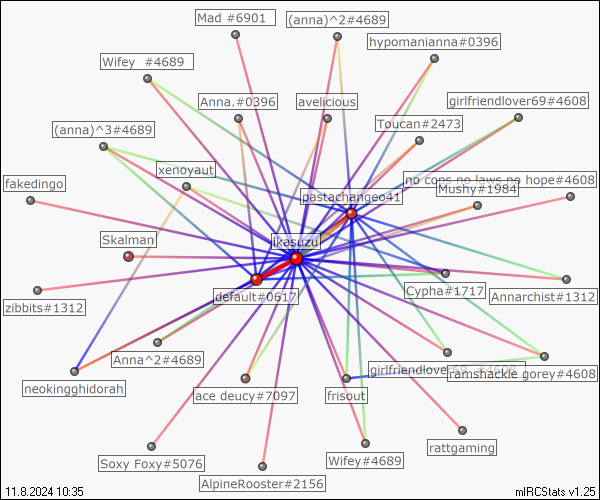 Mad #6901
(anna)^2#4689
hypomanianna#0396
Wifey #4689
Anna.#0396
avelicious
girlfriendlover69#4608
(anna)^3#4689
Toucan#2473
xenoyaut
fakedingo
no cops no laws no hope#4608
Mushy#1984
pastachangeo41
Skalman
ikasuzu
default#0617
Cypha#1717
Annarchist#1312
zibbits#1312
Anna^2#4689
girlfriendlover69
ramshackle gorey#4608
neokingghidorah
ace deucy#7097
frisout
rattgaming
Soxy Foxy#5076
Wifey#4689
AlpineRooster#2156
11.8.2024 10:35
mIRCStats v1.25